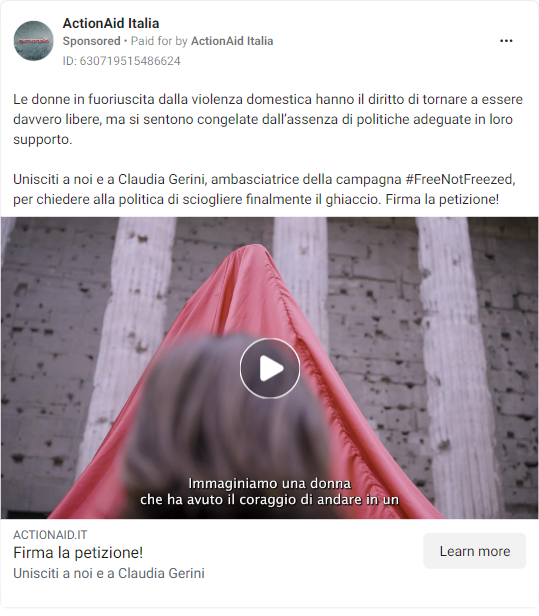 ActionAid Italia
Sponsored • Paid for by ActionAid Italia
ID: 630719515486624
Le donne in fuoriuscita dalla violenza domestica hanno il diritto di tornare a essere
davvero libere, ma si sentono congelate dall'assenza di politiche adeguate in loro
supporto.
Unisciti a noi e a Claudia Gerini, ambasciatrice della campagna #FreeNotFreezed,
per chiedere alla politica di sciogliere finalmente il ghiaccio. Firma la petizione!
Immaginiamo una donna
che ha avuto il coraggio di andare in un
ACTIONAID.IT
Firma la petizione!
Unisciti a noi e a Claudia Gerini
Learn more